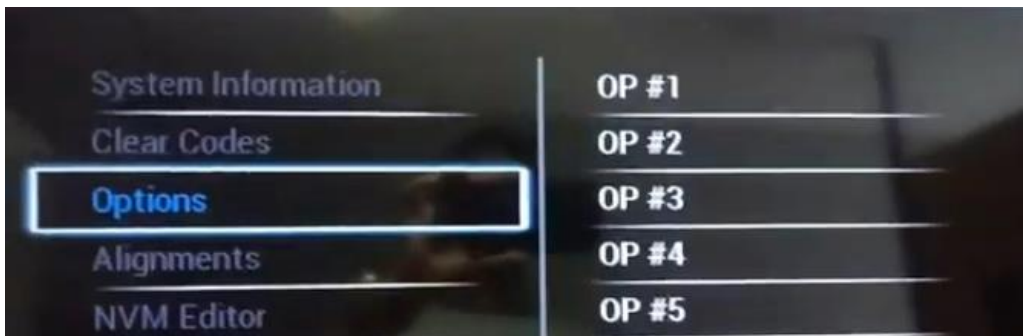 System Information
Clear Codes
Options
Alignments
NVM Editor
OP #1
OP #2
OP #3
OP #4
OP #5